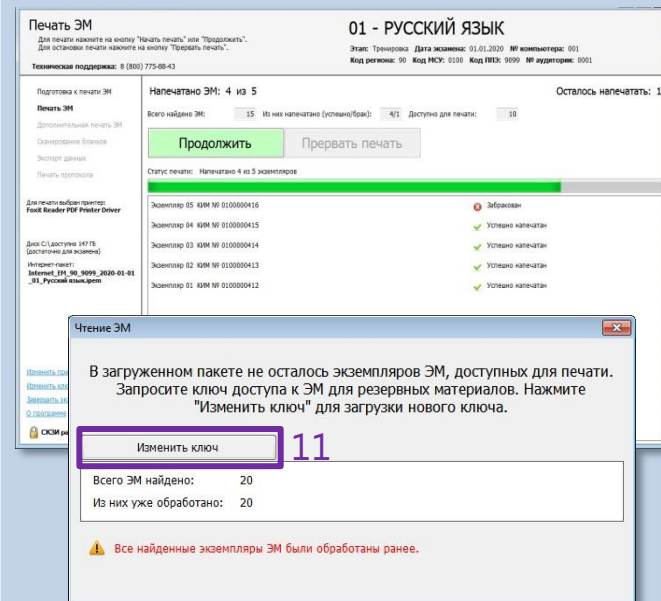 Печать ЭМ
Для печати нажмите на кнопку "Начать печать" или "Продолжить".
Для остановки печати нажмите на кнопку "Прервать печать".
Техническая поддержка: 8 (800) 775-88-43
01 - РУССКИЙ ЯЗЫК
Этап: Тренировка Дата экзамена: 01.01.2020 № компьютера: 001
Код региона: 90 Код МСУ: 0100 Код ППЭ: 9099 № аудитории: 0001
Подготовка к печати ЭМ
Печать ЭМ
Дополнительная печать ЭМ
Сканирование бланков
Экспорт данных
Печать протокола
Для печати выбран принтер:
Foxit Reader PDF Printer Driver
Диск C:\ доступно 147 ГБ
(достаточно для экзамена)
Интернет-пакет:
Internet_EM_90_9099_2020-01-01
_01_Русский язык.ipem
Напечатано ЭМ: 4 из 5
Осталось напечатать: 1
Всего найдено ЭМ: 15 Из них напечатано (успешно/брак): 4/1 Доступно для печати: 10
Продолжить
Прервать печать
Статус печати: Напечатано 4 из 5 экземпляров
Экземпляр 05 КИМ № 0100000416 Забракован
Экземпляр 04 КИМ № 0100000415 Успешно напечатан
Экземпляр 03 КИМ № 0100000414 Успешно напечатан
Экземпляр 02 КИМ № 0100000413 Успешно напечатан
Экземпляр 01 КИМ № 0100000412 Успешно напечатан
Изменить
Изменить
Завершить
О программе
СКЗИ
Чтение ЭМ
В загруженном пакете не осталось экземпляров ЭМ, доступных для печати.
Запросите ключ доступа к ЭМ для резервных материалов. Нажмите
"Изменить ключ" для загрузки нового ключа.
Изменить ключ
11
Всего ЭМ найдено: 20
Из них уже обработано: 20
Все найденные экземпляры ЭМ были обработаны ранее.